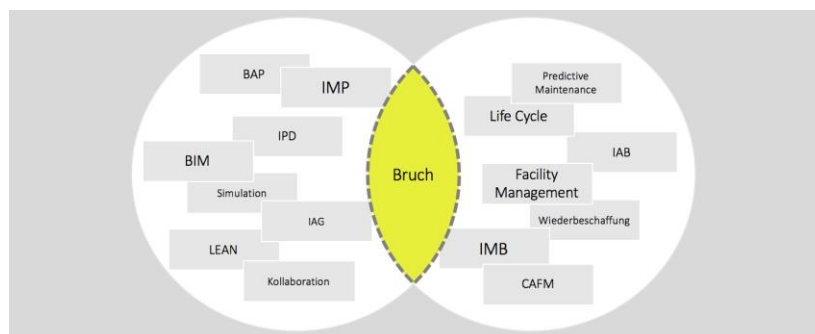 BAP
IMP
IPD
BIM
Simulation
IAG
LEAN
Kollaboration
Bruch
Predictive
Maintenance
Life Cycle
IAB
Facility
Management
Wiederbeschaffung
IMB
CAFM